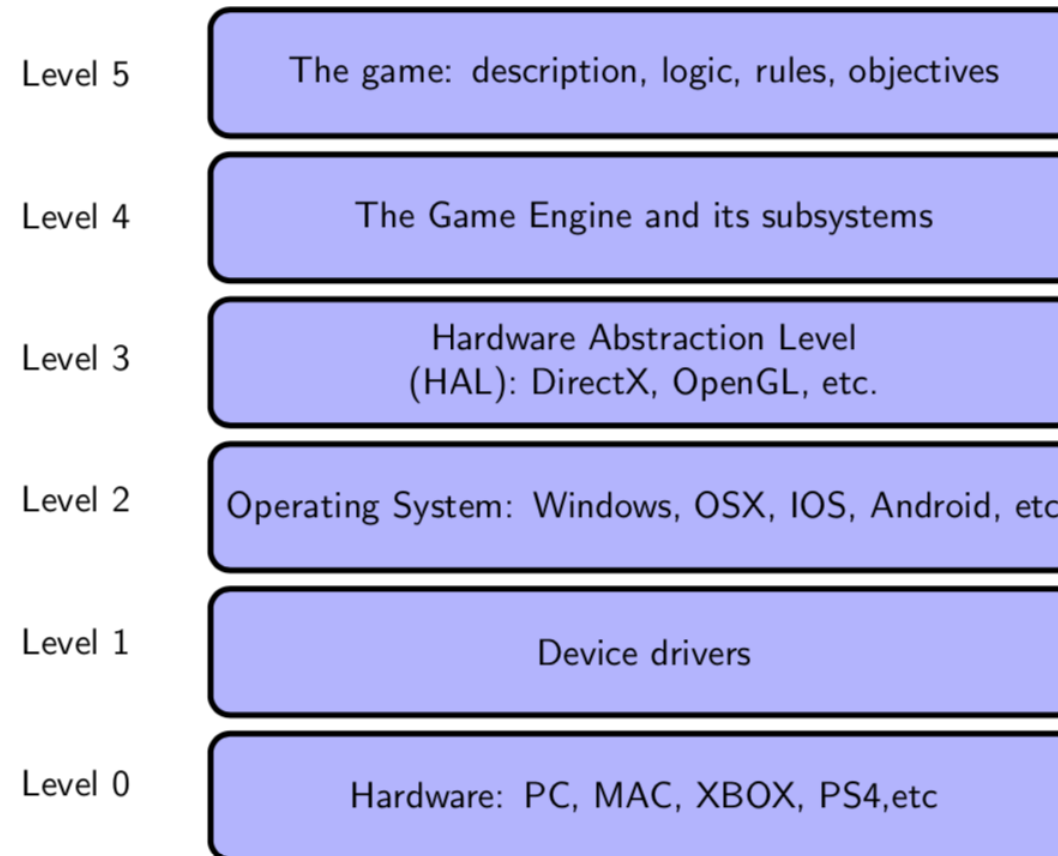 Level 5
The game: description, logic, rules, objectives
Level 4
The Game Engine and its subsystems
Level 3
Hardware Abstraction Level
(HAL): DirectX, OpenGL, etc.
Level 2
Operating System: Windows, OSX, IOS, Android, etc
Level 1
Device drivers
Level 0
Hardware: PC, MAC, XBOX, PS4,etc